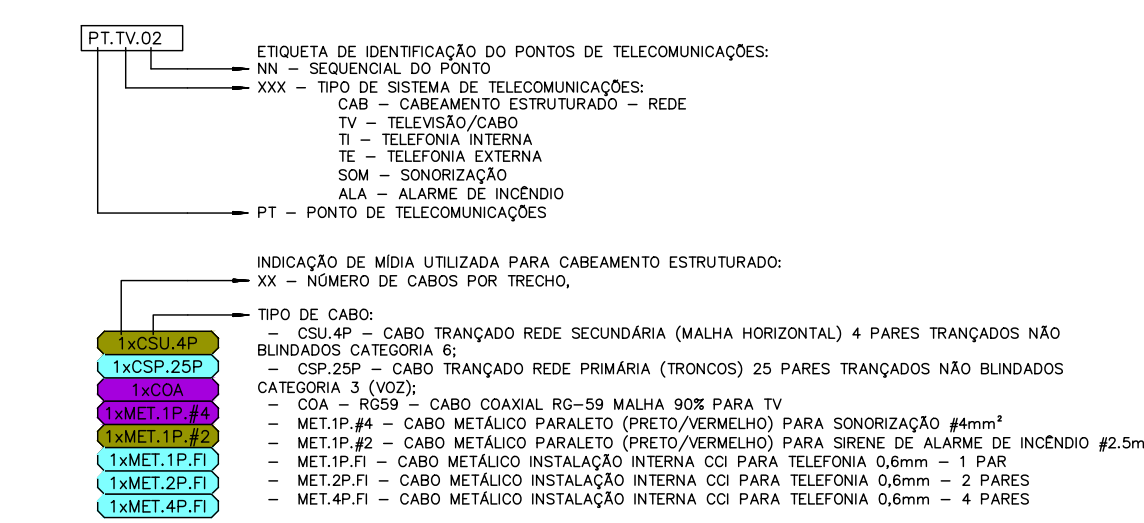 PT.TV.02
ETIQUETA DE IDENTIFICAÇÃO DO PONTOS DE TELECOMUNICAÇÕES:
NN – SEQUENCIAL DO PONTO
XXX – TIPO DE SISTEMA DE TELECOMUNICAÇÕES:
CAB – CABEAMENTO ESTRUTURADO – REDE
TV – TELEVISÃO/CABO
TI – TELEFONIA INTERNA
TE – TELEFONIA EXTERNA
SOM – SONORIZAÇÃO
ALA – ALARME DE INCÊNDIO
PT – PONTO DE TELECOMUNICAÇÕES
INDICAÇÃO DE MÍDIA UTILIZADA PARA CABEAMENTO ESTRUTURADO:
XX – NÚMERO DE CABOS POR TRECHO,
TIPO DE CABO:
– CSU.4P – CABO TRANÇADO REDE SECUNDÁRIA (MALHA HORIZONTAL) 4 PARES TRANÇADOS NÃO
BLINDADOS CATEGORIA 6;
– CSP.25P – CABO TRANÇADO REDE PRIMÁRIA (TRONCOS) 25 PARES TRANÇADOS NÃO BLINDADOS
CATEGORIA 3 (VOZ);
– COA – RG59 – CABO COAXIAL RG–59 MALHA 90% PARA TV
– MET.1P.#4 – CABO METÁLICO PARALETO (PRETO/VERMELHO) PARA SONORIZAÇÃO #4mm²
– MET.1P.#2 – CABO METÁLICO PARALETO (PRETO/VERMELHO) PARA SIRENE DE ALARME DE INCÊNDIO #2.5m
– MET.1P.FI – CABO METÁLICO INSTALAÇÃO INTERNA CCI PARA TELEFONIA 0,6mm – 1 PAR
– MET.2P.FI – CABO METÁLICO INSTALAÇÃO INTERNA CCI PARA TELEFONIA 0,6mm – 2 PARES
– MET.4P.FI – CABO METÁLICO INSTALAÇÃO INTERNA CCI PARA TELEFONIA 0,6mm – 4 PARES
1xCSU.4P
1xCSP.25P
1xCOA
1xMET.1P.#4
1xMET.1P.#2
1xMET.1P.FI
1xMET.2P.FI
1xMET.4P.FI